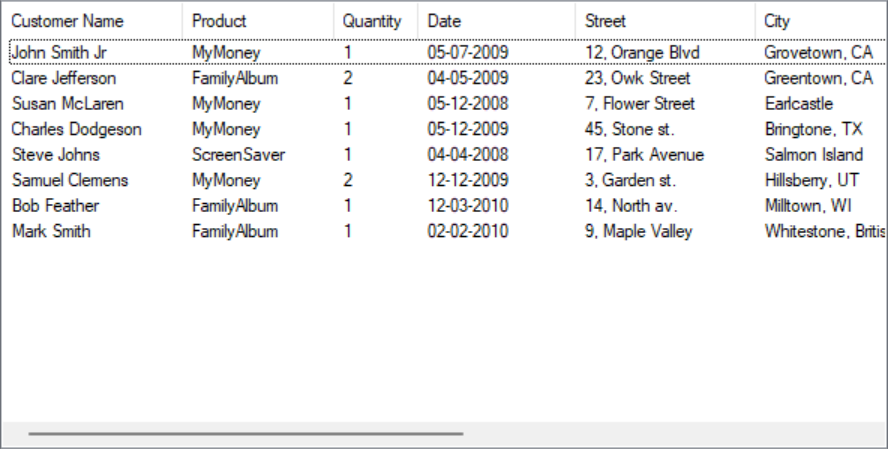 Customer Name Product Quantity Date Street City
John Smith Jr MyMoney 1 05-07-2009 12, Orange Blvd Grovetown, CA
Clare Jefferson FamilyAlbum 2 04-05-2009 23, Owk Street Greentown, CA
Susan McLaren MyMoney 1 05-12-2008 7, Flower Street Earlcastle
Charles Dodgeson MyMoney 1 05-12-2009 45, Stone st. Bringtone, TX
Steve Johns ScreenSaver 1 04-04-2008 17, Park Avenue Salmon Island
Samuel Clemens MyMoney 2 12-12-2009 3, Garden st. Hillsberry, UT
Bob Feather FamilyAlbum 1 12-03-2010 14, North av. Milltown, WI
Mark Smith FamilyAlbum 1 02-02-2010 9, Maple Valley Whitestone, Britis